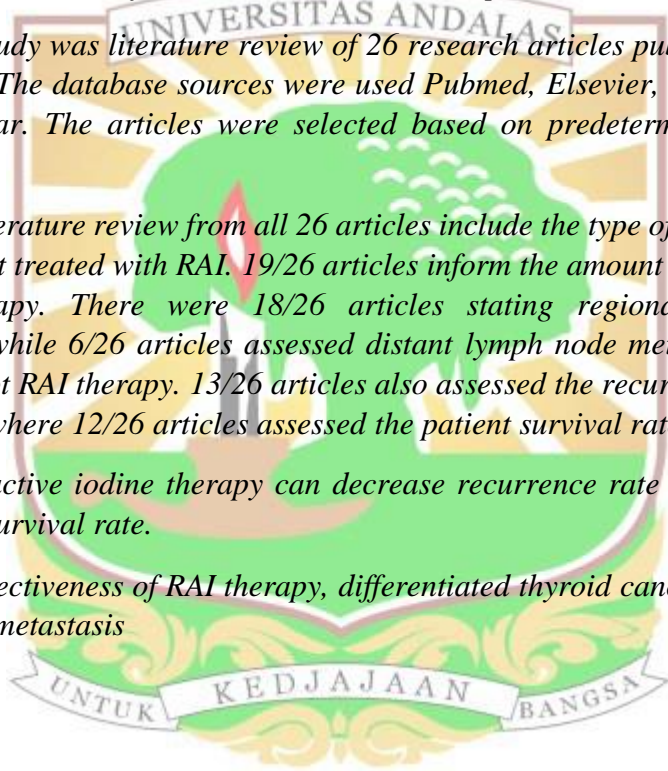 UNIVERSITAS ANDALAS
udy was literature review of 26 research articles pu
The database sources were used Pubmed, Elsevier,
ar. The articles were selected based on predeterm
erature review from all 26 articles include the type of
t treated with RAI. 19/26 articles inform the amount
apy. There were 18/26 articles stating regiona
while 6/26 articles assessed distant lymph node me
ot RAI therapy. 13/26 articles also assessed the recur
where 12/26 articles assessed the patient survival rat
active iodine therapy can decrease recurrence rate
survival rate.
ectiveness of RAI therapy, differentiated thyroid canc
metastasis
UNTUK KEDJAJAAN BANGSA